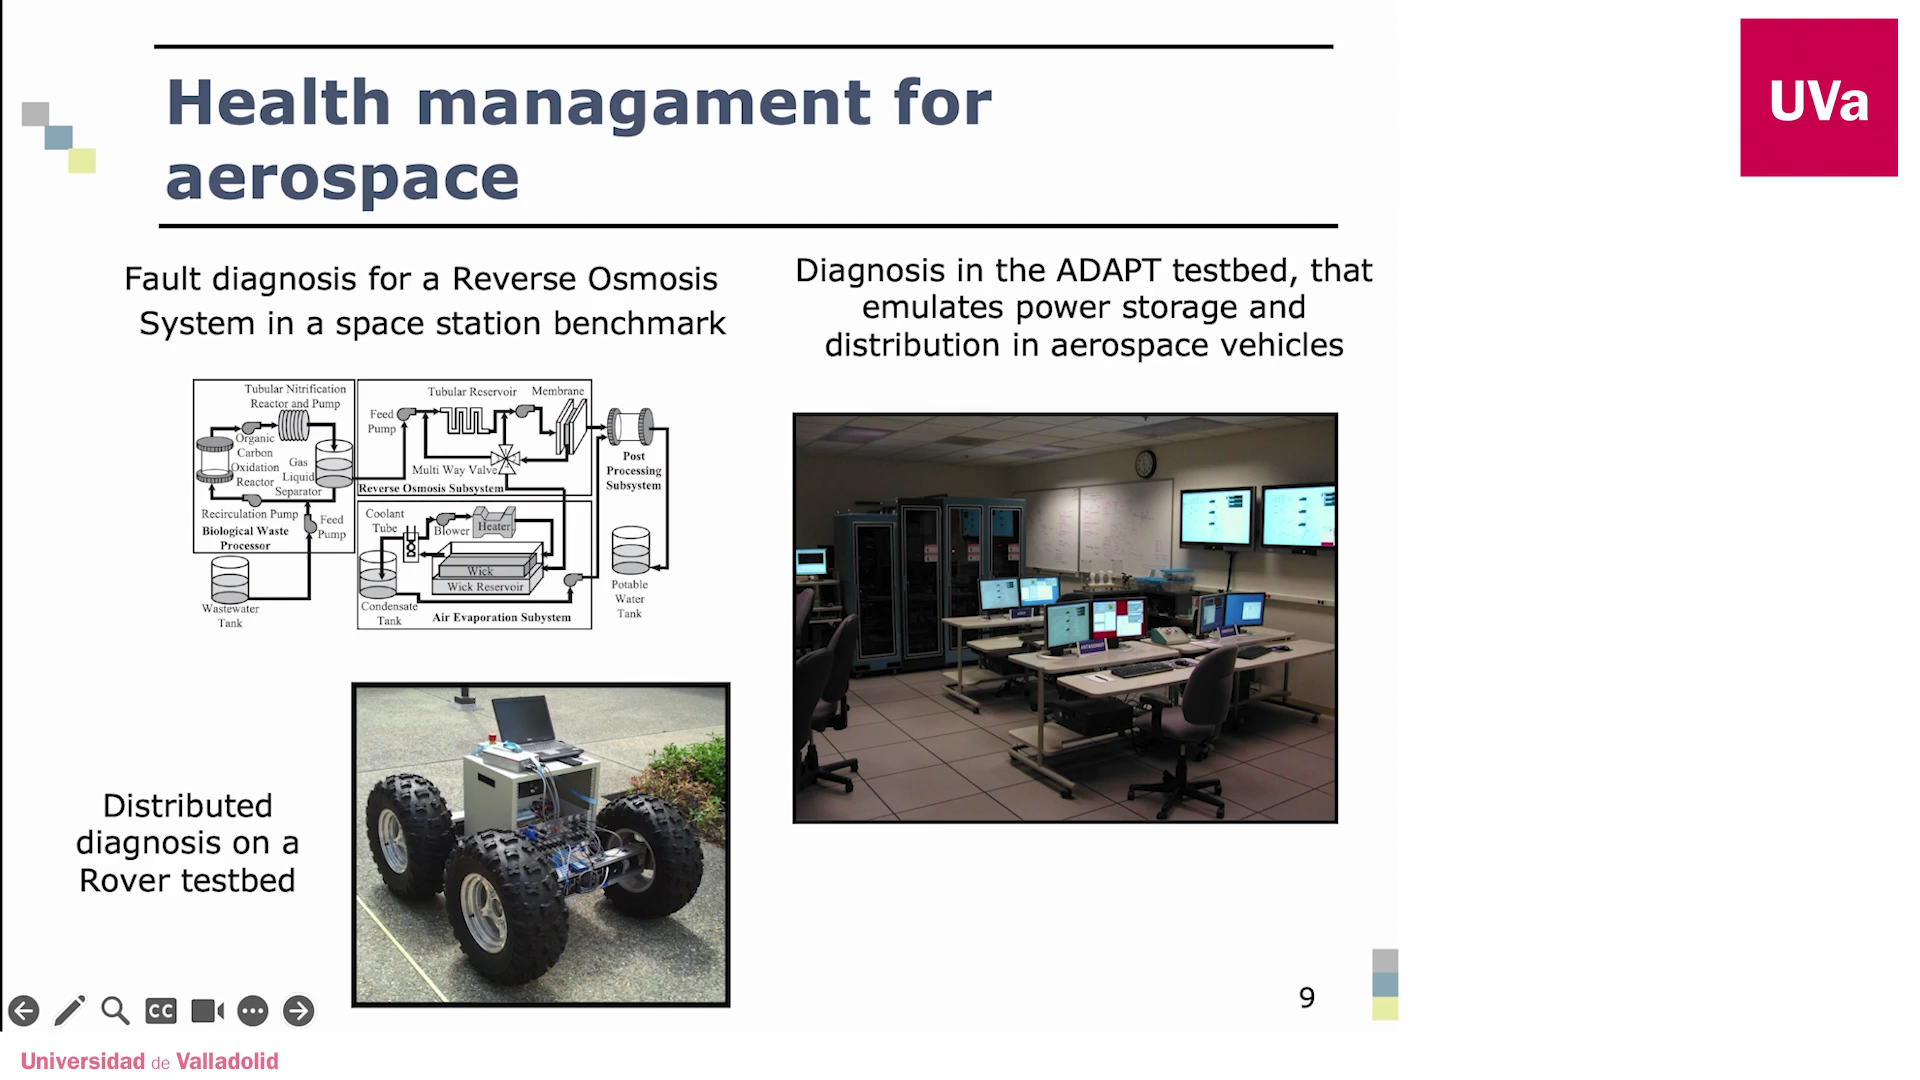 UVa
Health managament for
aerospace
Fault diagnosis for a Reverse Osmosis
System in a space station benchmark
Diagnosis in the ADAPT testbed, that
emulates power storage and
distribution in aerospace vehicles
Tubular Nitrification
Reactor and Pump
Organic
Carbon
Oxidation
Reactor
Gas
Liquid
Separator
Recirculation Pump
Biological Waste
Processor
Feed
Pump
Wastewater
Tank
Tubular Reservoir
Membrane
Feed
Pump
Multi Way Valve
Reverse Osmosis Subsystem
Post
Processing
Subsystem
Coolant
Tube
Blower
Heater
Wick
Wick Reservoir
Condensate
Tank
Air Evaporation Subystem
Potable
Water
Tank
Distributed
diagnosis on a
Rover testbed
9
CC
Universidad de Valladolid